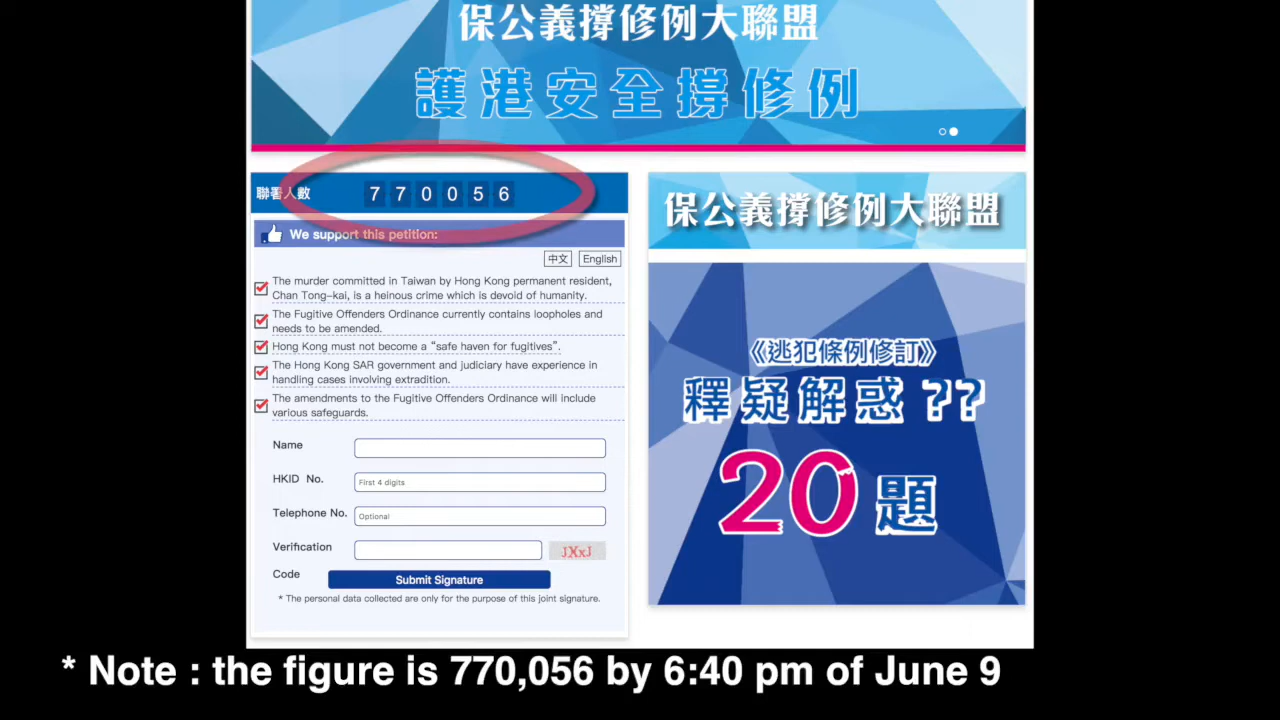 保公義撐修例大聯盟
護港安全撐修例
聯署人數 770056
We support this petition:
中文 English
The murder committed in Taiwan by Hong Kong permanent resident,
Chan Tong-kai, is a heinous crime which is devoid of humanity.
The Fugitive Offenders Ordinance currently contains loopholes and
needs to be amended.
Hong Kong must not become a “safe haven for fugitives”.
The Hong Kong SAR government and judiciary have experience in
handling cases involving extradition.
The amendments to the Fugitive Offenders Ordinance will include
various safeguards.
Name
HKID No. First 4 digits
Telephone No. Optional
Verification JXxJ
Code
Submit Signature
* The personal data collected are only for the purpose of this joint signature.
保公義撐修例大聯盟
《逃犯條例修訂》
釋疑解惑??
20題
* Note : the figure is 770,056 by 6:40 pm of June 9